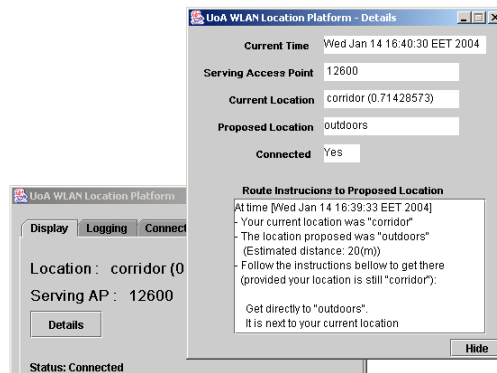 UoA WLAN Location Platform - Details
Current Time Wed Jan 14 16:40:30 EET 2004
Serving Access Point 12600
Current Location corridor (0.71428573)
Proposed Location outdoors
Connected Yes
Route Instrucions to Proposed Location
At time [Wed Jan 14 16:39:33 EET 2004]
- Your current location was "corridor"
- The location proposed was "outdoors"
(Estimated distance: 20(m))
- Follow the instructions bellow to get there
(provided your location is still "corridor"):
Get directly to "outdoors".
It is next to your current location
Hide
UoA WLAN Location Platform
Display Logging Connect
Location : corridor (0
Serving AP : 12600
Details
Status: Connected